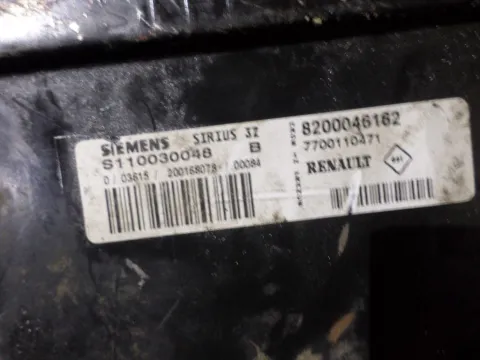 SIEMENS SIRIUS 32
S110030048 B
0/03615/200168078-00084
8200046162
7700110471
RENAULT